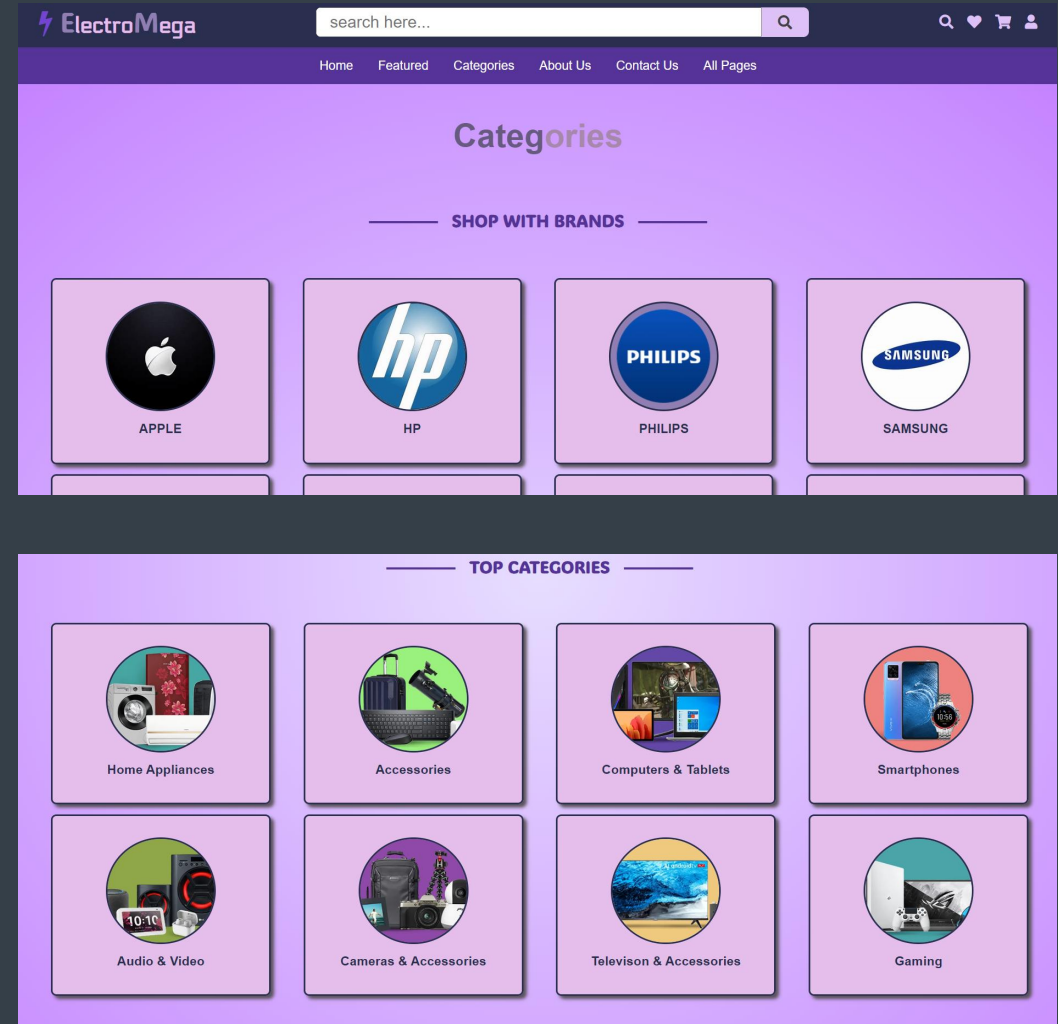 ElectroMega
search here...
Home Featured Categories About Us Contact Us All Pages
Categories
SHOP WITH BRANDS
hp
PHILIPS
SAMSUNG
APPLE
HP
PHILIPS
SAMSUNG
TOP CATEGORIES
10:56
Home Appliances
Accessories
Computers & Tablets
Smartphones
10:10
Audio & Video
Cameras & Accessories
Televison & Accessories
Gaming